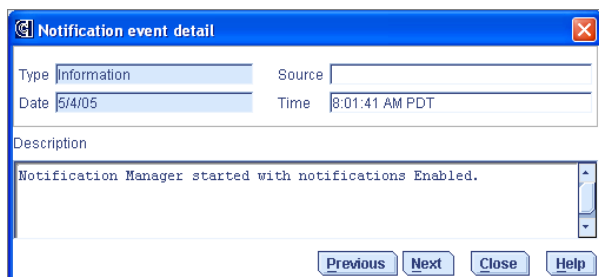 Notification event detail
Type Information Source
Date 5/4/05 Time 8:01:41 AM PDT
Description
Notification Manager started with notifications Enabled.
Previous Next Close Help